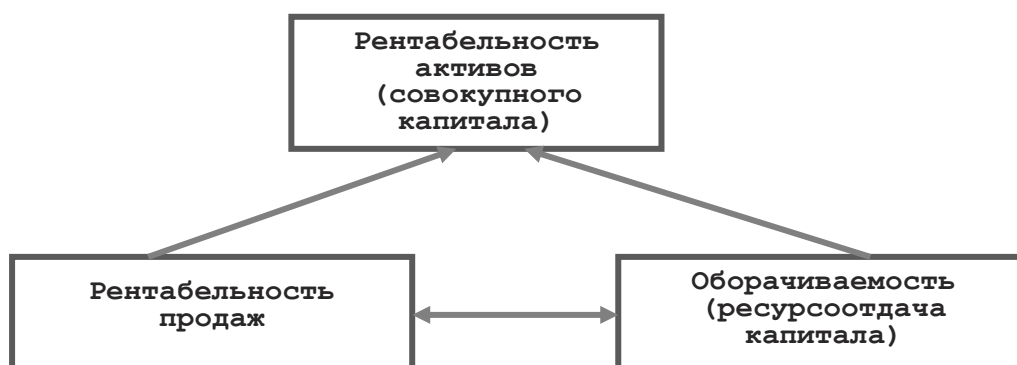 Рентабельность
активов
(совокупного
капитала)
Рентабельность
продаж
Оборачиваемость
(ресурсоотдача
капитала)